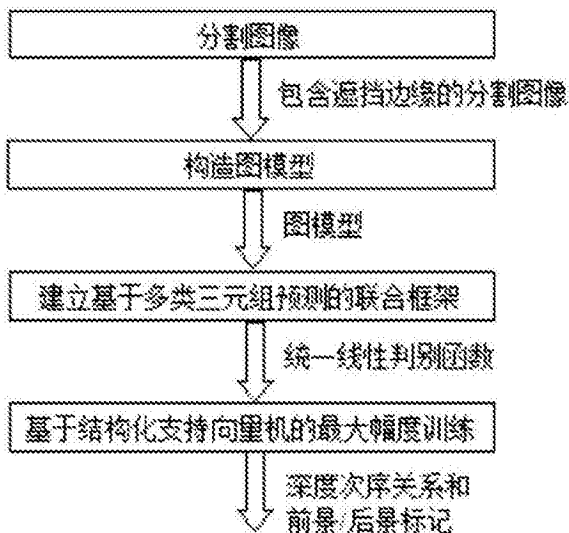 分割图像
包含遮挡边缘的分割图像
构造图模型
图模型
建立基于多类三元组预测的联合框架
统一线性判别函数
基于结构化支持向量机的最大幅度训练
深度次序关系和
前景/后景标记